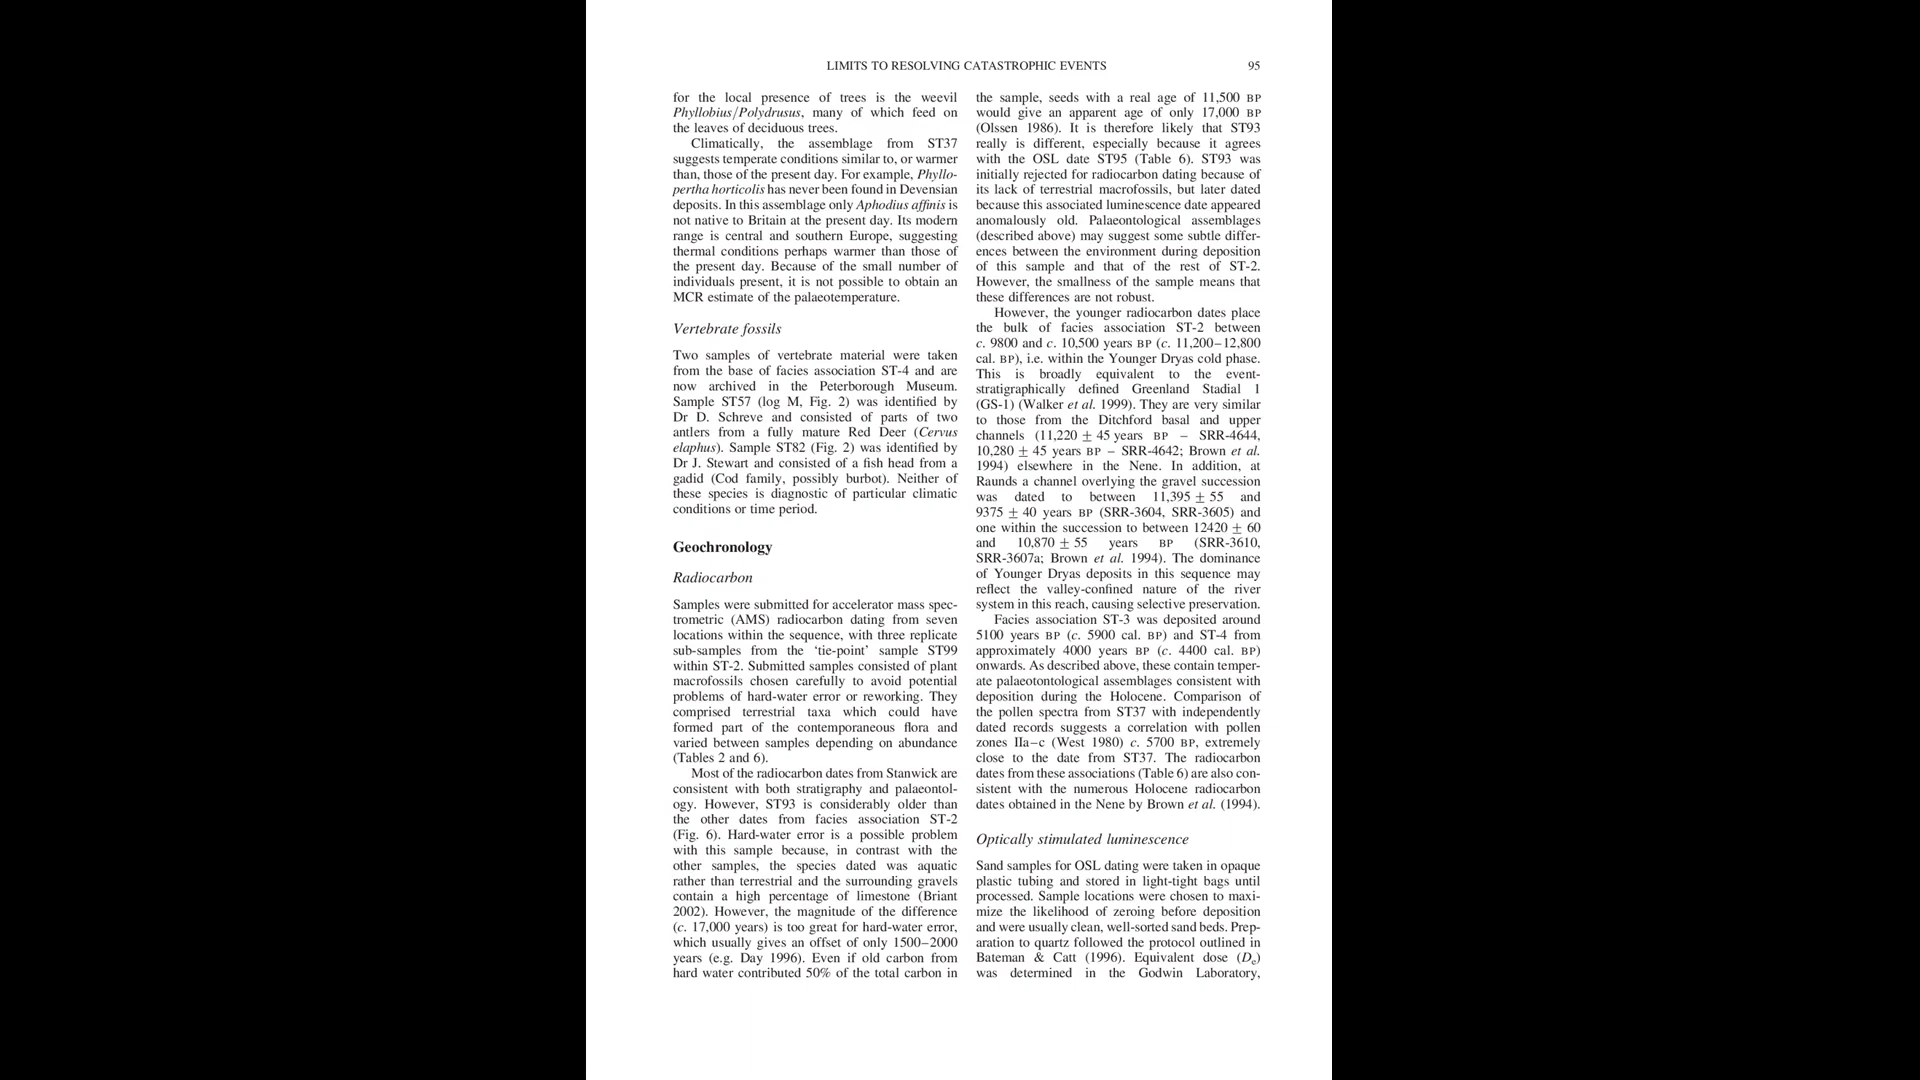 LIMITS TO RESOLVING CATASTROPHIC EVENTS 95
for the local presence of trees is the weevil
Phyllobius/Polydrusus, many of which feed on
the leaves of deciduous trees.
Climatically, the assemblage from ST37
suggests temperate conditions similar to, or warmer
than, those of the present day. For example, Phyllo-
pertha horticolis has never been found in Devensian
deposits. In this assemblage only Aphodius affinis is
not native to Britain at the present day. Its modern
range is central and southern Europe, suggesting
thermal conditions perhaps warmer than those of
the present day. Because of the small number of
individuals present, it is not possible to obtain an
MCR estimate of the palaeotemperature.
Vertebrate fossils
Two samples of vertebrate material were taken
from the base of facies association ST-4 and are
now archived in the Peterborough Museum.
Sample ST57 (log M, Fig. 2) was identified by
Dr D. Schreve and consisted of parts of two
antlers from a fully mature Red Deer (Cervus
elaphus). Sample ST82 (Fig. 2) was identified by
Dr J. Stewart and consisted of a fish head from a
gadid (Cod family, possibly burbot). Neither of
these species is diagnostic of particular climatic
conditions or time period.
Geochronology
Radiocarbon
Samples were submitted for accelerator mass spec-
trometric (AMS) radiocarbon dating from seven
locations within the sequence, with three replicate
sub-samples from the ‘tie-point’ sample ST99
within ST-2. Submitted samples consisted of plant
macrofossils chosen carefully to avoid potential
problems of hard-water error or reworking. They
comprised terrestrial taxa which could have
formed part of the contemporaneous flora and
varied between samples depending on abundance
(Tables 2 and 6).
Most of the radiocarbon dates from Stanwick are
consistent with both stratigraphy and palaeontol-
ogy. However, ST93 is considerably older than
the other dates from facies association ST-2
(Fig. 6). Hard-water error is a possible problem
with this sample because, in contrast with the
other samples, the species dated was aquatic
rather than terrestrial and the surrounding gravels
contain a high percentage of limestone (Briant
2002). However, the magnitude of the difference
(c. 17,000 years) is too great for hard-water error,
which usually gives an offset of only 1500–2000
years (e.g. Day 1996). Even if old carbon from
hard water contributed 50% of the total carbon in
the sample, seeds with a real age of 11,500 BP
would give an apparent age of only 17,000 BP
(Olssen 1986). It is therefore likely that ST93
really is different, especially because it agrees
with the OSL date ST95 (Table 6). ST93 was
initially rejected for radiocarbon dating because of
its lack of terrestrial macrofossils, but later dated
because this associated luminescence date appeared
anomalously old. Palaeontological assemblages
(described above) may suggest some subtle differ-
ences between the environment during deposition
of this sample and that of the rest of ST-2.
However, the smallness of the sample means that
these differences are not robust.
However, the younger radiocarbon dates place
the bulk of facies association ST-2 between
c. 9800 and c. 10,500 years BP (c. 11,200–12,800
cal. BP), i.e. within the Younger Dryas cold phase.
This is broadly equivalent to the event-
stratigraphically defined Greenland Stadial 1
(GS-1) (Walker et al. 1999). They are very similar
to those from the Ditchford basal and upper
channels (11,220 ± 45 years BP – SRR-4644,
10,280 ± 45 years BP – SRR-4642; Brown et al.
1994) elsewhere in the Nene. In addition, at
Raunds a channel overlying the gravel succession
was dated to between 11,395 ± 55 and
9375 ± 40 years BP (SRR-3604, SRR-3605) and
one within the succession to between 12420 ± 60
and 10,870 ± 55 years BP (SRR-3610,
SRR-3607a; Brown et al. 1994). The dominance
of Younger Dryas deposits in this sequence may
reflect the valley-confined nature of the river
system in this reach, causing selective preservation.
Facies association ST-3 was deposited around
5100 years BP (c. 5900 cal. BP) and ST-4 from
approximately 4000 years BP (c. 4400 cal. BP)
onwards. As described above, these contain temper-
ate palaeotontological assemblages consistent with
deposition during the Holocene. Comparison of
the pollen spectra from ST37 with independently
dated records suggests a correlation with pollen
zones IIa–c (West 1980) c. 5700 BP, extremely
close to the date from ST37. The radiocarbon
dates from these associations (Table 6) are also con-
sistent with the numerous Holocene radiocarbon
dates obtained in the Nene by Brown et al. (1994).
Optically stimulated luminescence
Sand samples for OSL dating were taken in opaque
plastic tubing and stored in light-tight bags until
processed. Sample locations were chosen to maxi-
mize the likelihood of zeroing before deposition
and were usually clean, well-sorted sand beds. Prep-
aration to quartz followed the protocol outlined in
Bateman & Catt (1996). Equivalent dose (De)
was determined in the Godwin Laboratory,